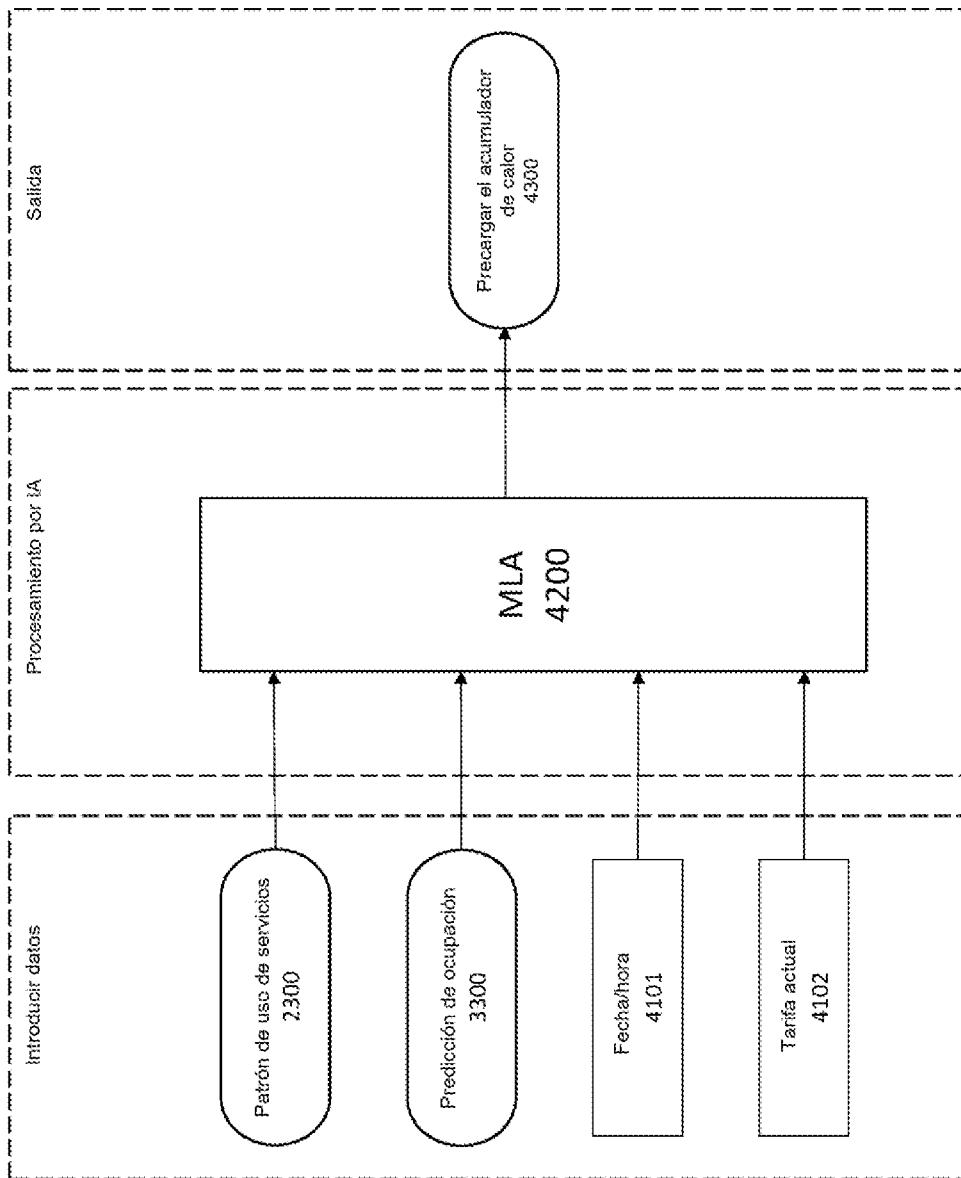 Introducir datos
Patrón de uso de servicios
2300
Predicción de ocupación
3300
Fecha/hora
4101
Tarifa actual
4102
Procesamiento por IA
MLA
4200
Salida
Precargar el acumulador
de calor
4300